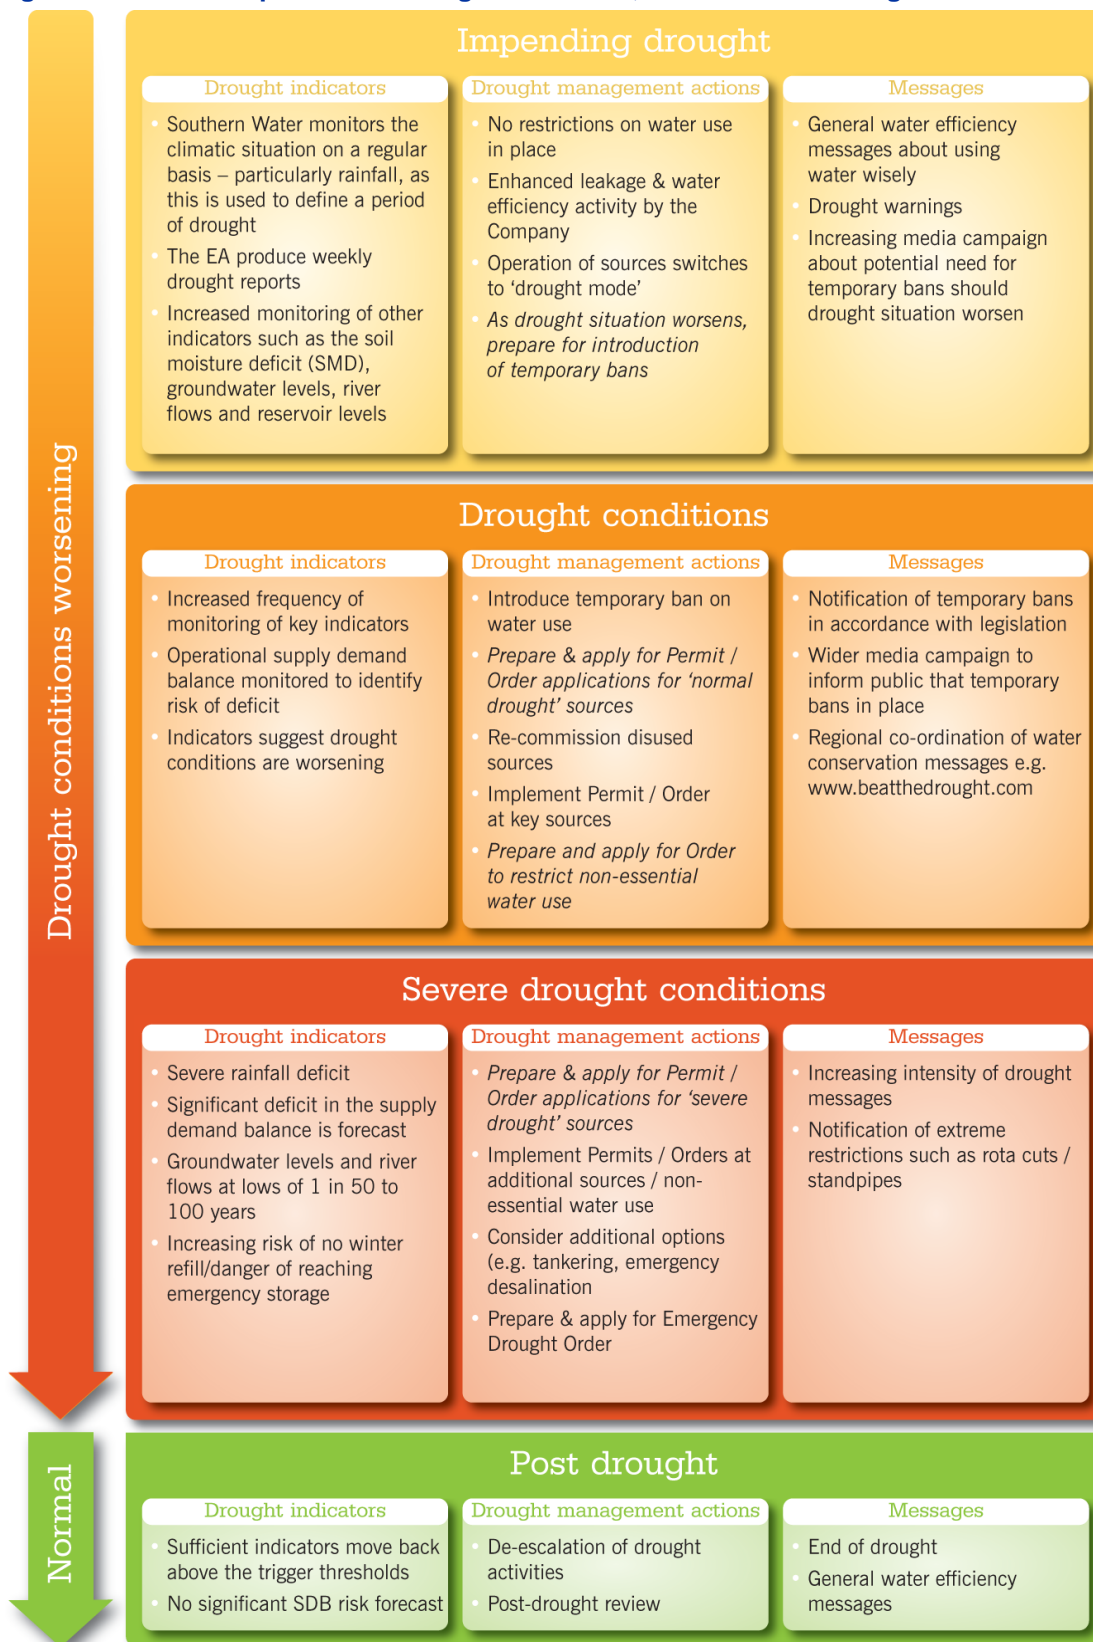 Impending drought
Drought indicators
Southern Water monitors the
climatic situation on a regular
basis – particularly rainfall, as
this is used to define a period
of drought
The EA produce weekly
drought reports
Increased monitoring of other
indicators such as the soil
moisture deficit (SMD),
groundwater levels, river
flows and reservoir levels
Drought management actions
No restrictions on water use
in place
Enhanced leakage & water
efficiency activity by the
Company
Operation of sources switches
to ‘drought mode’
As drought situation worsens,
prepare for introduction
of temporary bans
Messages
General water efficiency
messages about using
water wisely
Drought warnings
Increasing media campaign
about potential need for
temporary bans should
drought situation worsen
Drought conditions worsening
Drought conditions
Drought indicators
Increased frequency of
monitoring of key indicators
Operational supply demand
balance monitored to identify
risk of deficit
Indicators suggest drought
conditions are worsening
Drought management actions
Introduce temporary ban on
water use
Prepare & apply for Permit /
Order applications for ‘normal
drought’ sources
Re-commission disused
sources
Implement Permit / Order
at key sources
Prepare and apply for Order
to restrict non-essential
water use
Messages
Notification of temporary bans
in accordance with legislation
Wider media campaign to
inform public that temporary
bans in place
Regional co-ordination of water
conservation messages e.g.
www.beatthedrought.com
Severe drought conditions
Drought indicators
Severe rainfall deficit
Significant deficit in the supply
demand balance is forecast
Groundwater levels and river
flows at lows of 1 in 50 to
100 years
Increasing risk of no winter
refill/danger of reaching
emergency storage
Drought management actions
Prepare & apply for Permit /
Order applications for ‘severe
drought’ sources
Implement Permits / Orders at
additional sources / non-
essential water use
Consider additional options
(e.g. tankering, emergency
desalination
Prepare & apply for Emergency
Drought Order
Messages
Increasing intensity of drought
messages
Notification of extreme
restrictions such as rota cuts /
standpipes
Normal
Post drought
Drought indicators
Sufficient indicators move back
above the trigger thresholds
No significant SDB risk forecast
Drought management actions
De-escalation of drought
activities
Post-drought review
Messages
End of drought
General water efficiency
messages